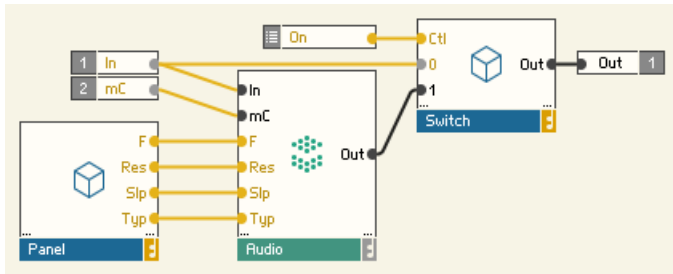 On
Ctl
1 In
0
Out
Out 1
2 mC
In
1
mC
...
...
F
F
Switch
Res
Res
Out
Slp
Slp
Typ
Typ
...
...
...
...
Panel
Audio